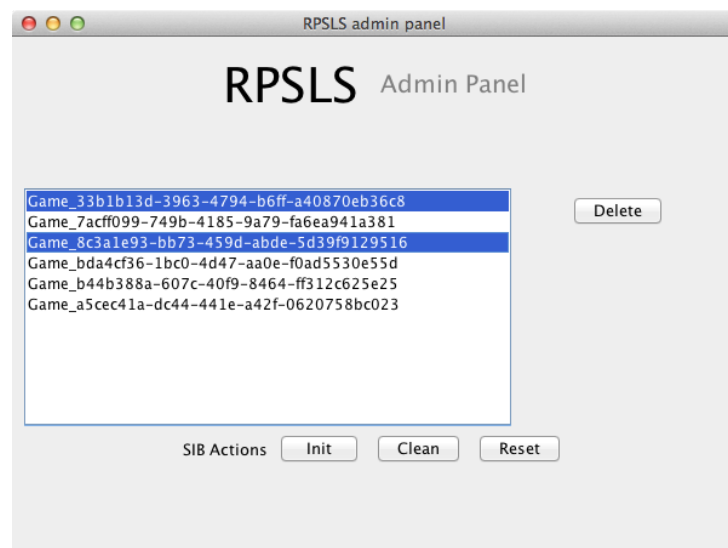 RPSLS admin panel
RPSLS Admin Panel
Game_33b1b13d-3963-4794-b6ff-a40870eb36c8
Game_7acff099-749b-4185-9a79-fa6ea941a381
Game_8c3a1e93-bb73-459d-abde-5d39f9129516
Game_bda4cf36-1bc0-4d47-aa0e-f0ad5530e55d
Game_b44b388a-607c-40f9-8464-ff312c625e25
Game_a5cec41a-dc44-441e-a42f-0620758bc023
Delete
SIB Actions Init Clean Reset